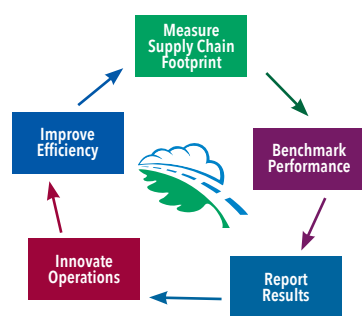 Measure
Supply Chain
Footprint
Benchmark
Performance
Report
Results
Innovate
Operations
Improve
Efficiency